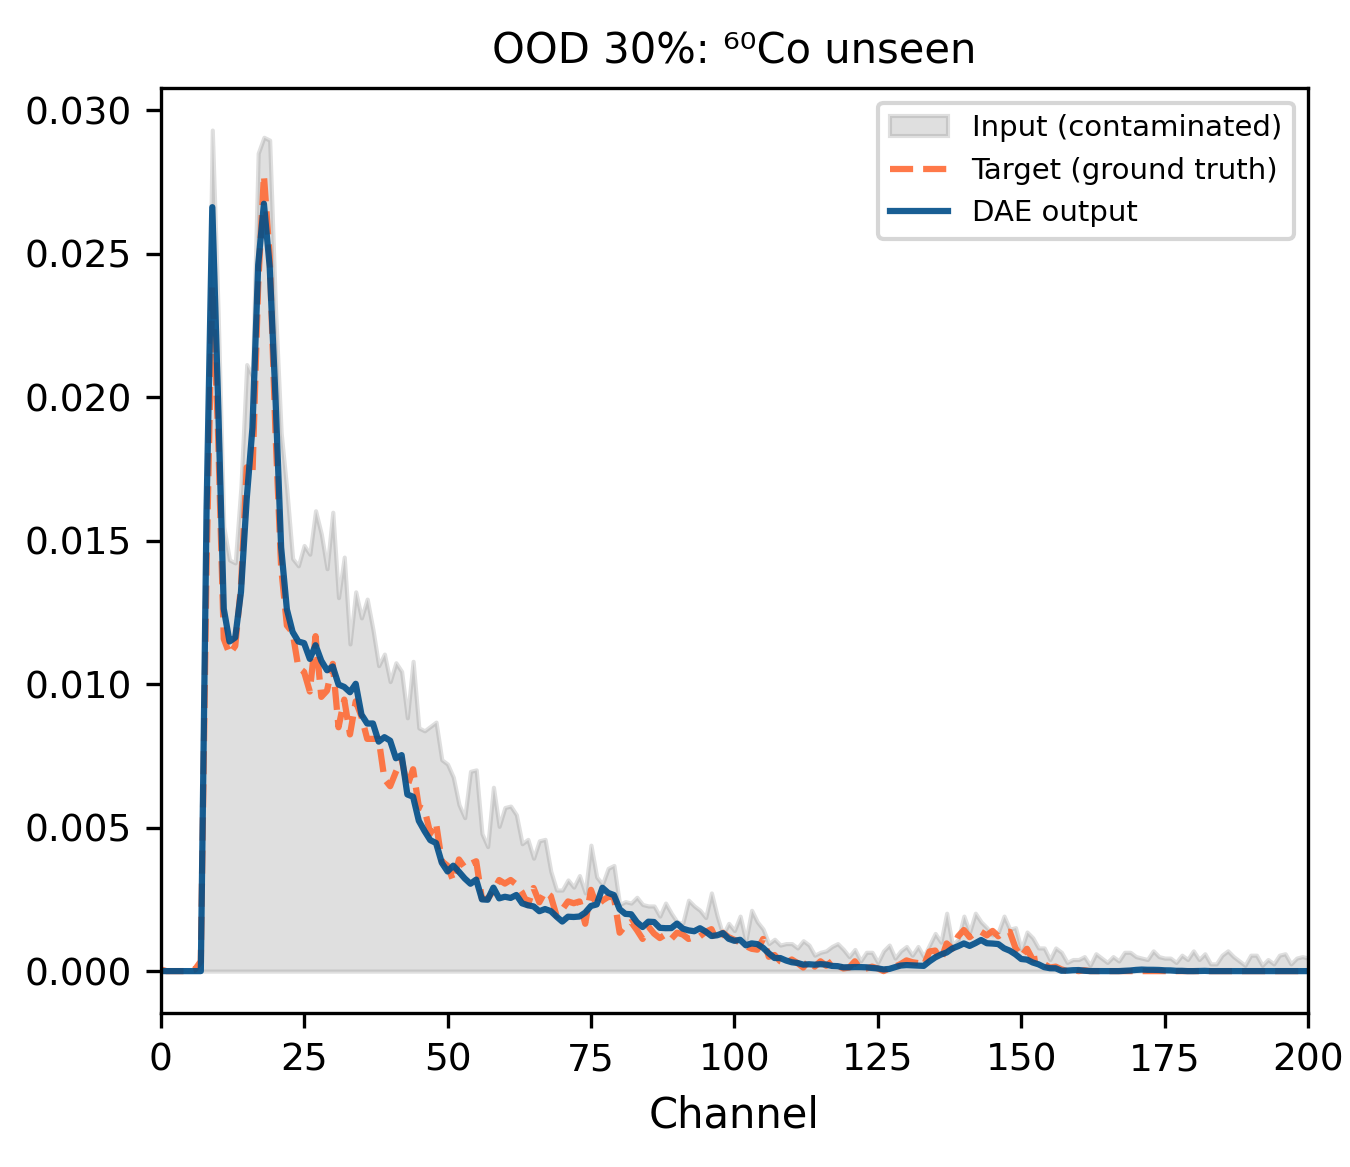 OOD 30%: ⁶⁰Co unseen
Input (contaminated)
Target (ground truth)
DAE output
0.030
0.025
0.020
0.015
0.010
0.005
0.000
0 25 50 75 100 125 150 175 200
Channel